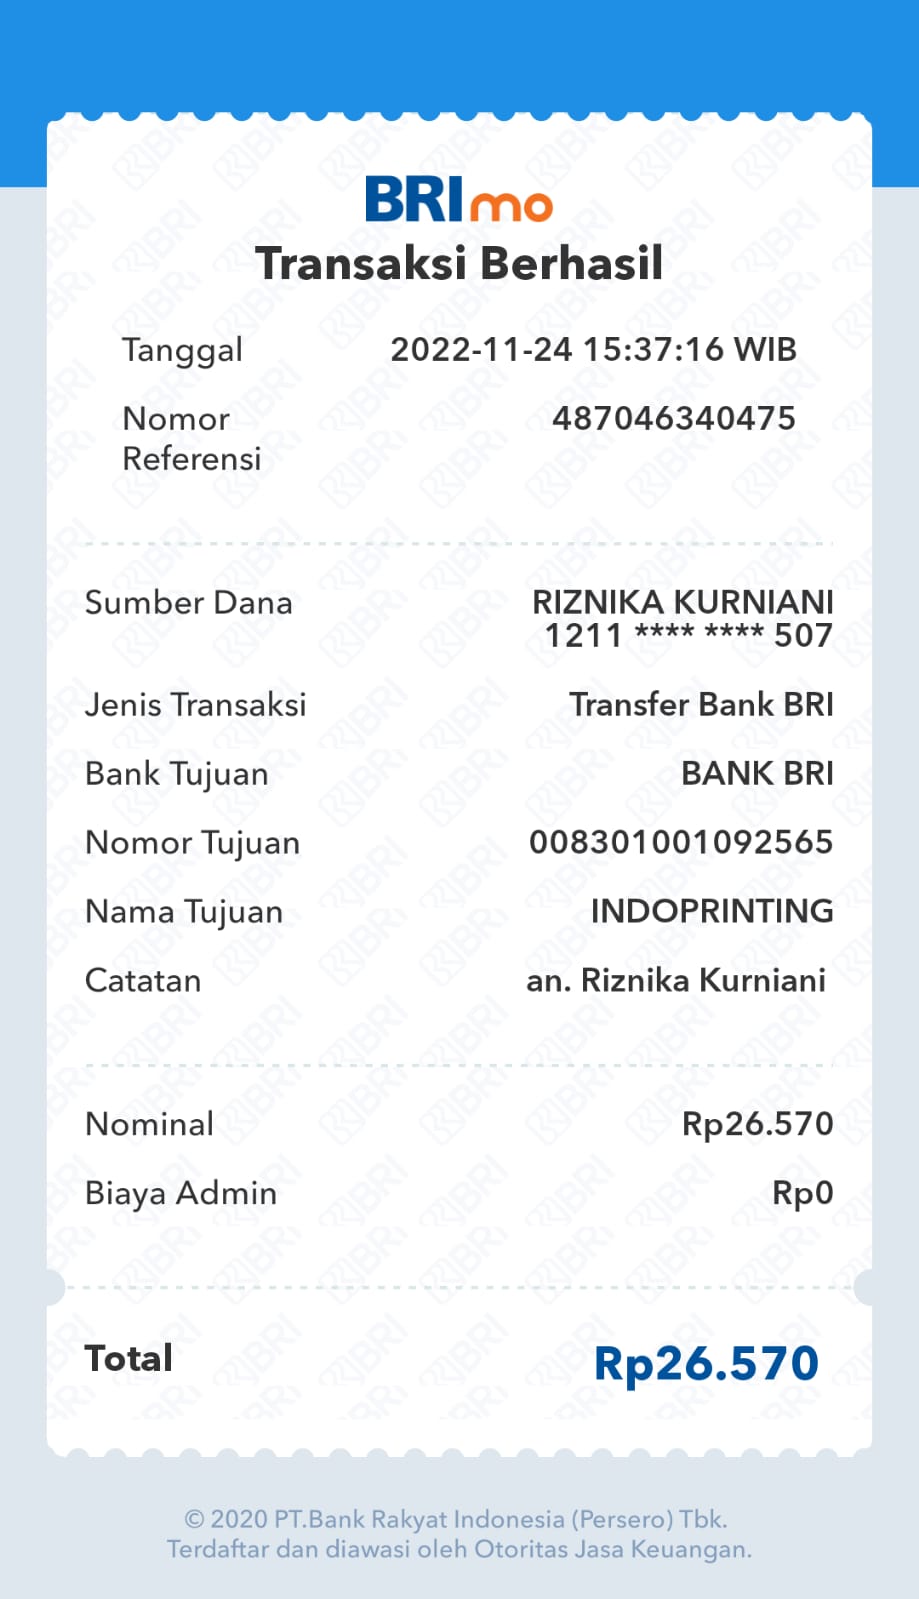 BRImo
Transaksi Berhasil
Tanggal 2022-11-24 15:37:16 WIB
Nomor Referensi 487046340475
Sumber Dana RIZNIKA KURNIANI
1211 **** **** 507
Jenis Transaksi Transfer Bank BRI
Bank Tujuan BANK BRI
Nomor Tujuan 008301001092565
Nama Tujuan INDOPRINTING
Catatan an. Riznika Kurniani
Nominal Rp26.570
Biaya Admin Rp0
Total Rp26.570
© 2020 PT.Bank Rakyat Indonesia (Persero) Tbk.
Terdaftar dan diawasi oleh Otoritas Jasa Keuangan.